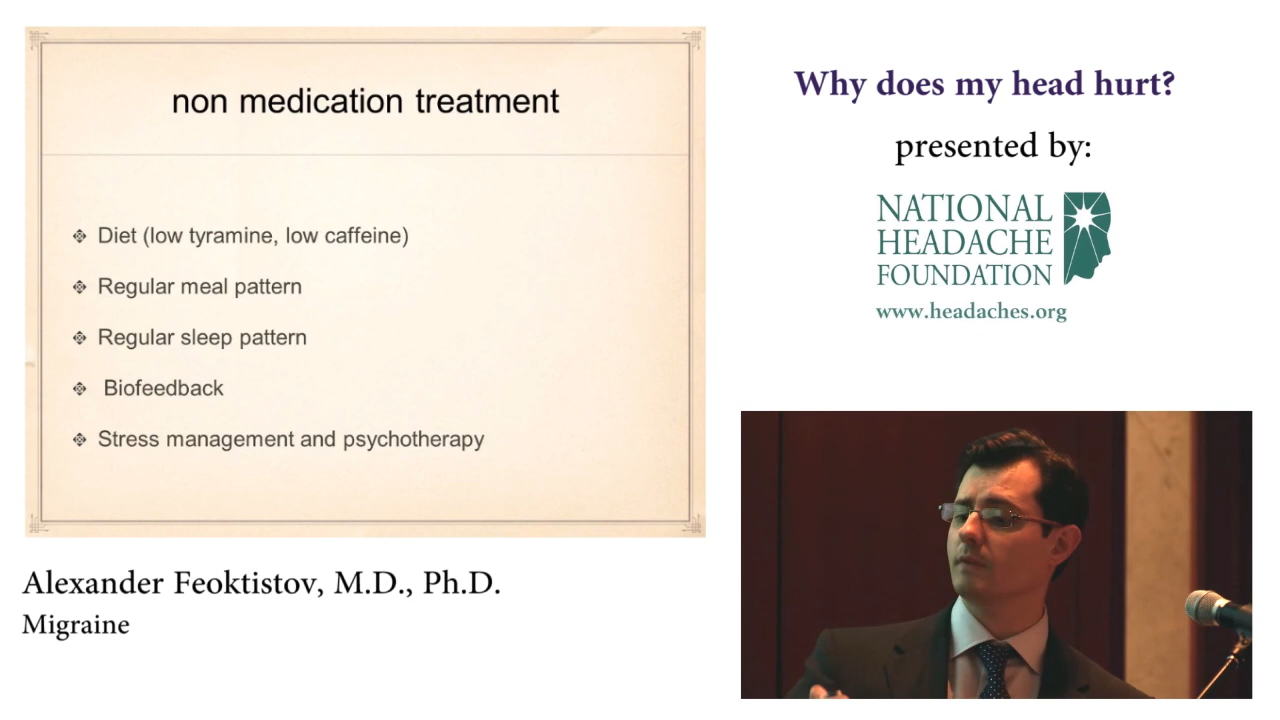 non medication treatment
Diet (low tyramine, low caffeine)
Regular meal pattern
Regular sleep pattern
Biofeedback
Stress management and psychotherapy
Alexander Feoktistov, M.D., Ph.D.
Migraine
Why does my head hurt?
presented by:
NATIONAL
HEADACHE
FOUNDATION
www.headaches.org